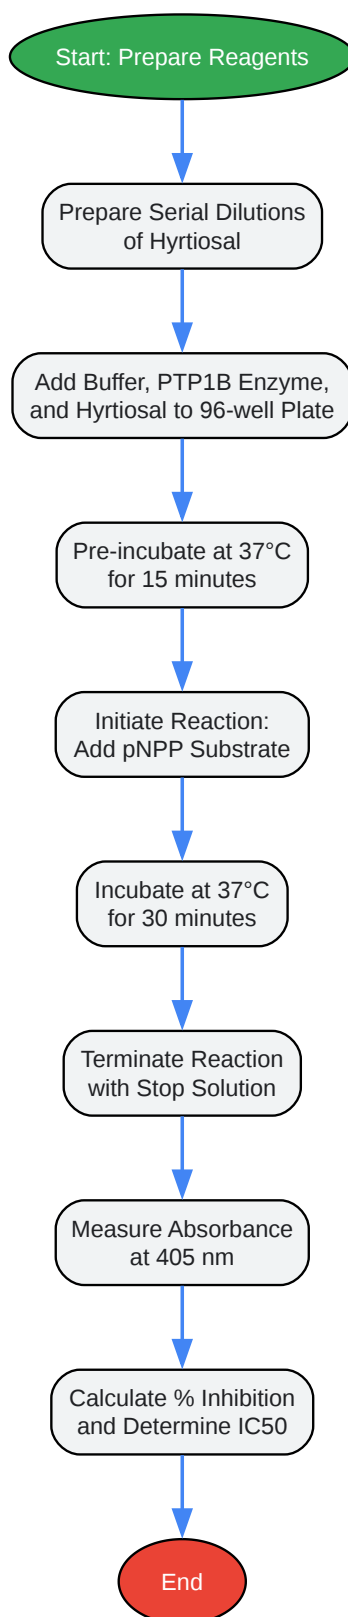 Start: Prepare Reagents
Prepare Serial Dilutions
of Hyrtiosal
Add Buffer, PTP1B Enzyme,
and Hyrtiosal to 96-well Plate
Pre-incubate at 37°C
for 15 minutes
Initiate Reaction:
Add pNPP Substrate
Incubate at 37°C
for 30 minutes
Terminate Reaction
with Stop Solution
Measure Absorbance
at 405 nm
Calculate % Inhibition
and Determine IC50
End